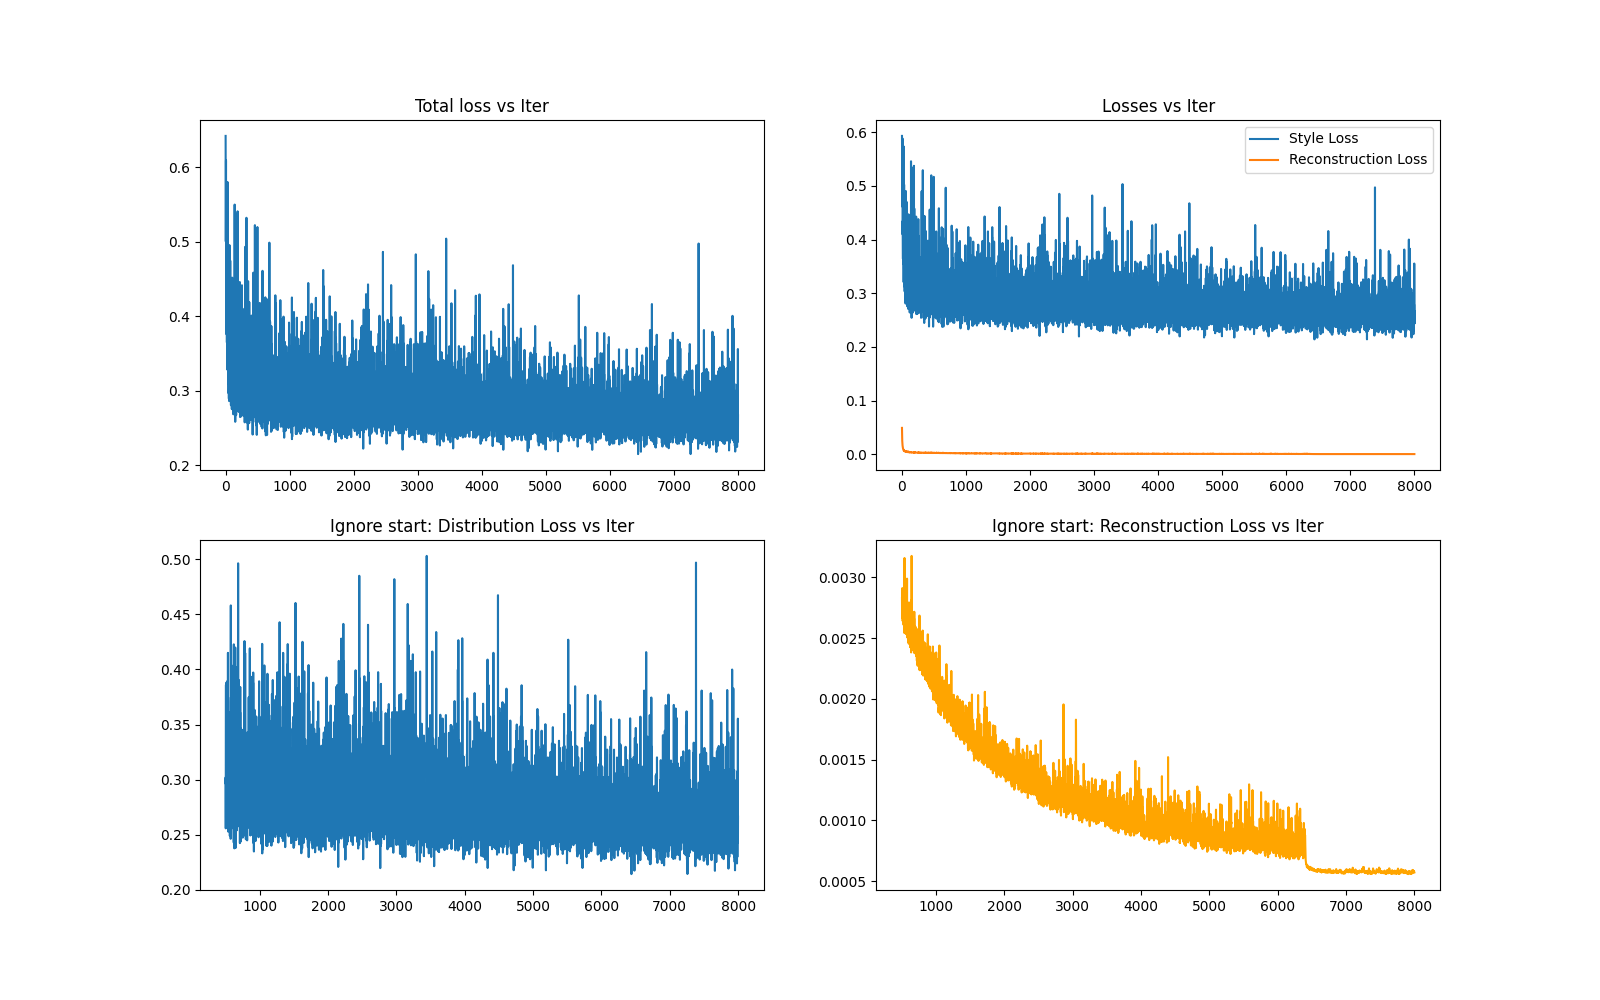 Total loss vs Iter
0.6
0.5
0.4
0.3
0.2
0 1000 2000 3000 4000 5000 6000 7000 8000
Losses vs Iter
Style Loss
Reconstruction Loss
0.6
0.5
0.4
0.3
0.2
0.1
0.0
0 1000 2000 3000 4000 5000 6000 7000 8000
Ignore start: Distribution Loss vs Iter
0.50
0.45
0.40
0.35
0.30
0.25
0.20
1000 2000 3000 4000 5000 6000 7000 8000
Ignore start: Reconstruction Loss vs Iter
0.0030
0.0025
0.0020
0.0015
0.0010
0.0005
1000 2000 3000 4000 5000 6000 7000 8000